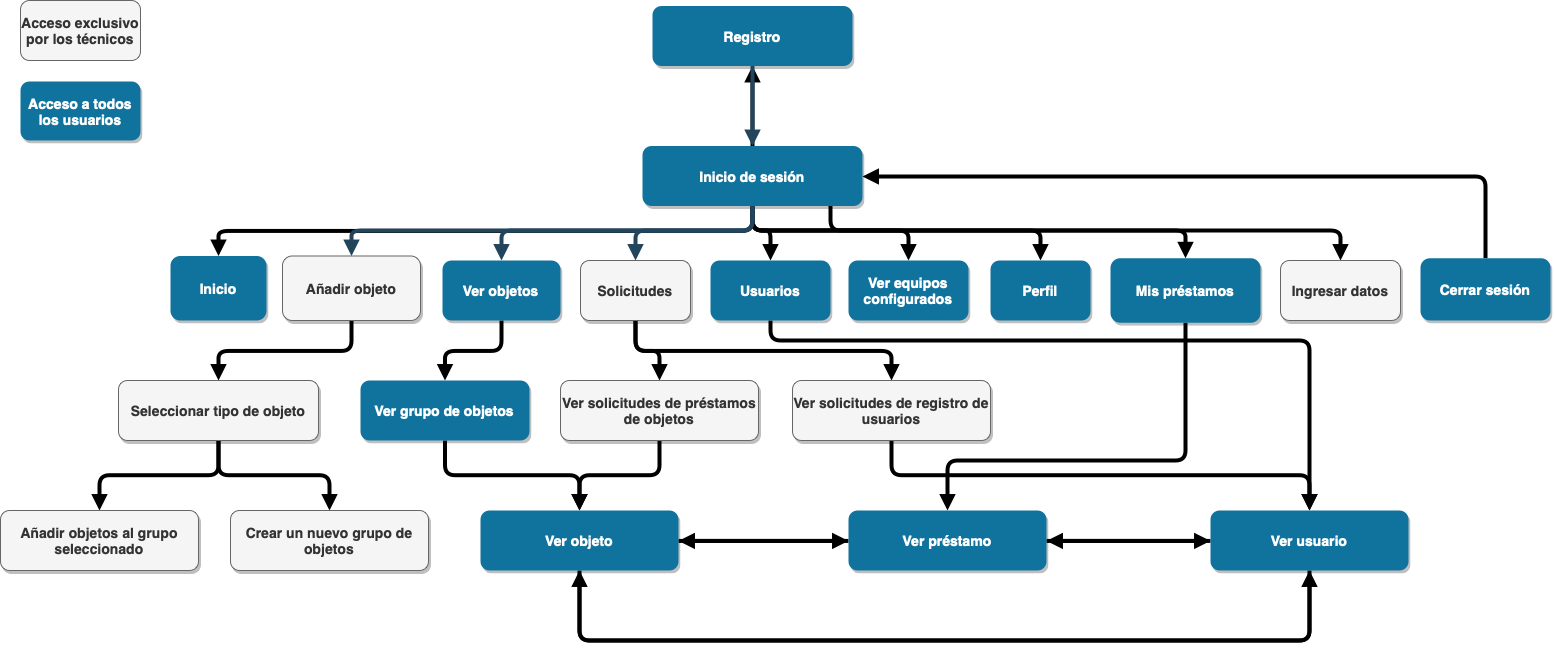 Acceso exclusivo
por los técnicos
Acceso a todos
los usuarios
Registro
Inicio de sesión
Inicio
Añadir objeto
Ver objetos
Solicitudes
Usuarios
Ver equipos
configurados
Perfil
Mis préstamos
Ingresar datos
Cerrar sesión
Seleccionar tipo de objeto
Ver grupo de objetos
Ver solicitudes de préstamos
de objetos
Ver solicitudes de registro de
usuarios
Añadir objetos al grupo
seleccionado
Crear un nuevo grupo de
objetos
Ver objeto
Ver préstamo
Ver usuario